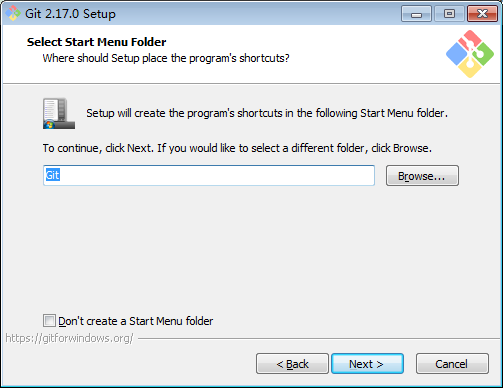 Git 2.17.0 Setup
Select Start Menu Folder
Where should Setup place the program's shortcuts?
Setup will create the program's shortcuts in the following Start Menu folder.
To continue, click Next. If you would like to select a different folder, click Browse.
Git
Browse...
Don't create a Start Menu folder
https://gitforwindows.org/
< Back
Next >
Cancel